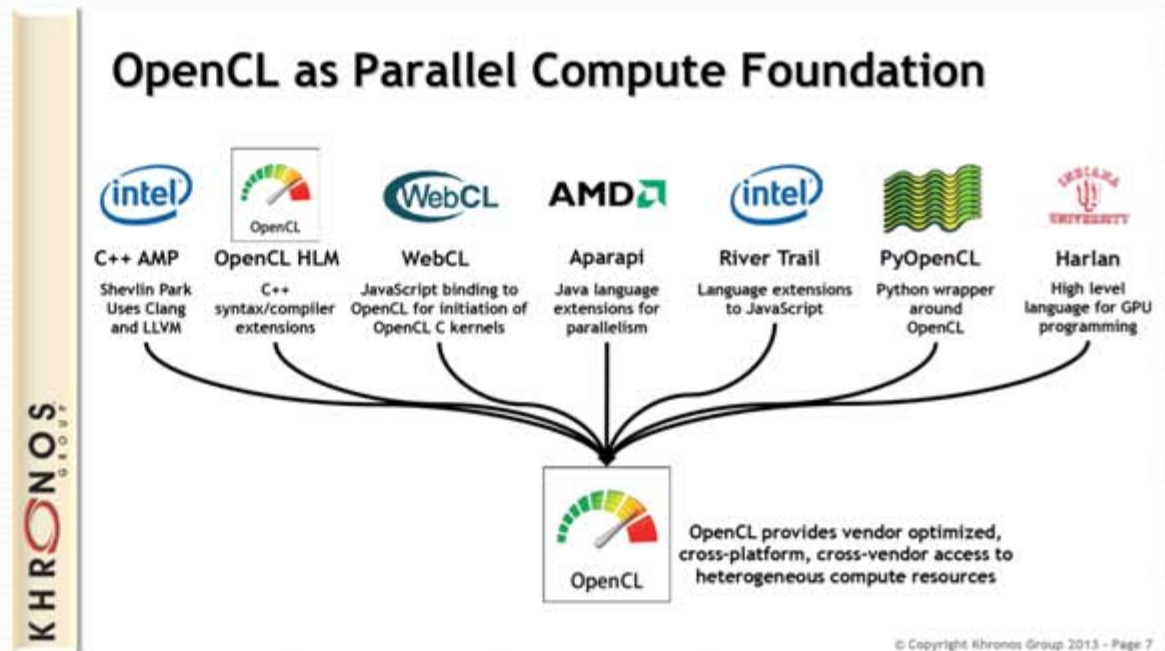 OpenCL as Parallel Compute Foundation
intel
OpenCL
WebCL
AMD
intel
INDIANA
UNIVERSITY
C++ AMP
Shevlin Park
Uses Clang
and LLVM
OpenCL HLM
C++
syntax/compiler
extensions
WebCL
JavaScript binding to
OpenCL for initiation of
OpenCL C kernels
Aparapi
Java language
extensions for
parallelism
River Trail
Language extensions
to JavaScript
PyOpenCL
Python wrapper
around
OpenCL
Harlan
High level
language for GPU
programming
OpenCL
OpenCL provides vendor optimized,
cross-platform, cross-vendor access to
heterogeneous compute resources
KHRONOS
GROUP
© Copyright Khronos Group 2013 - Page 7